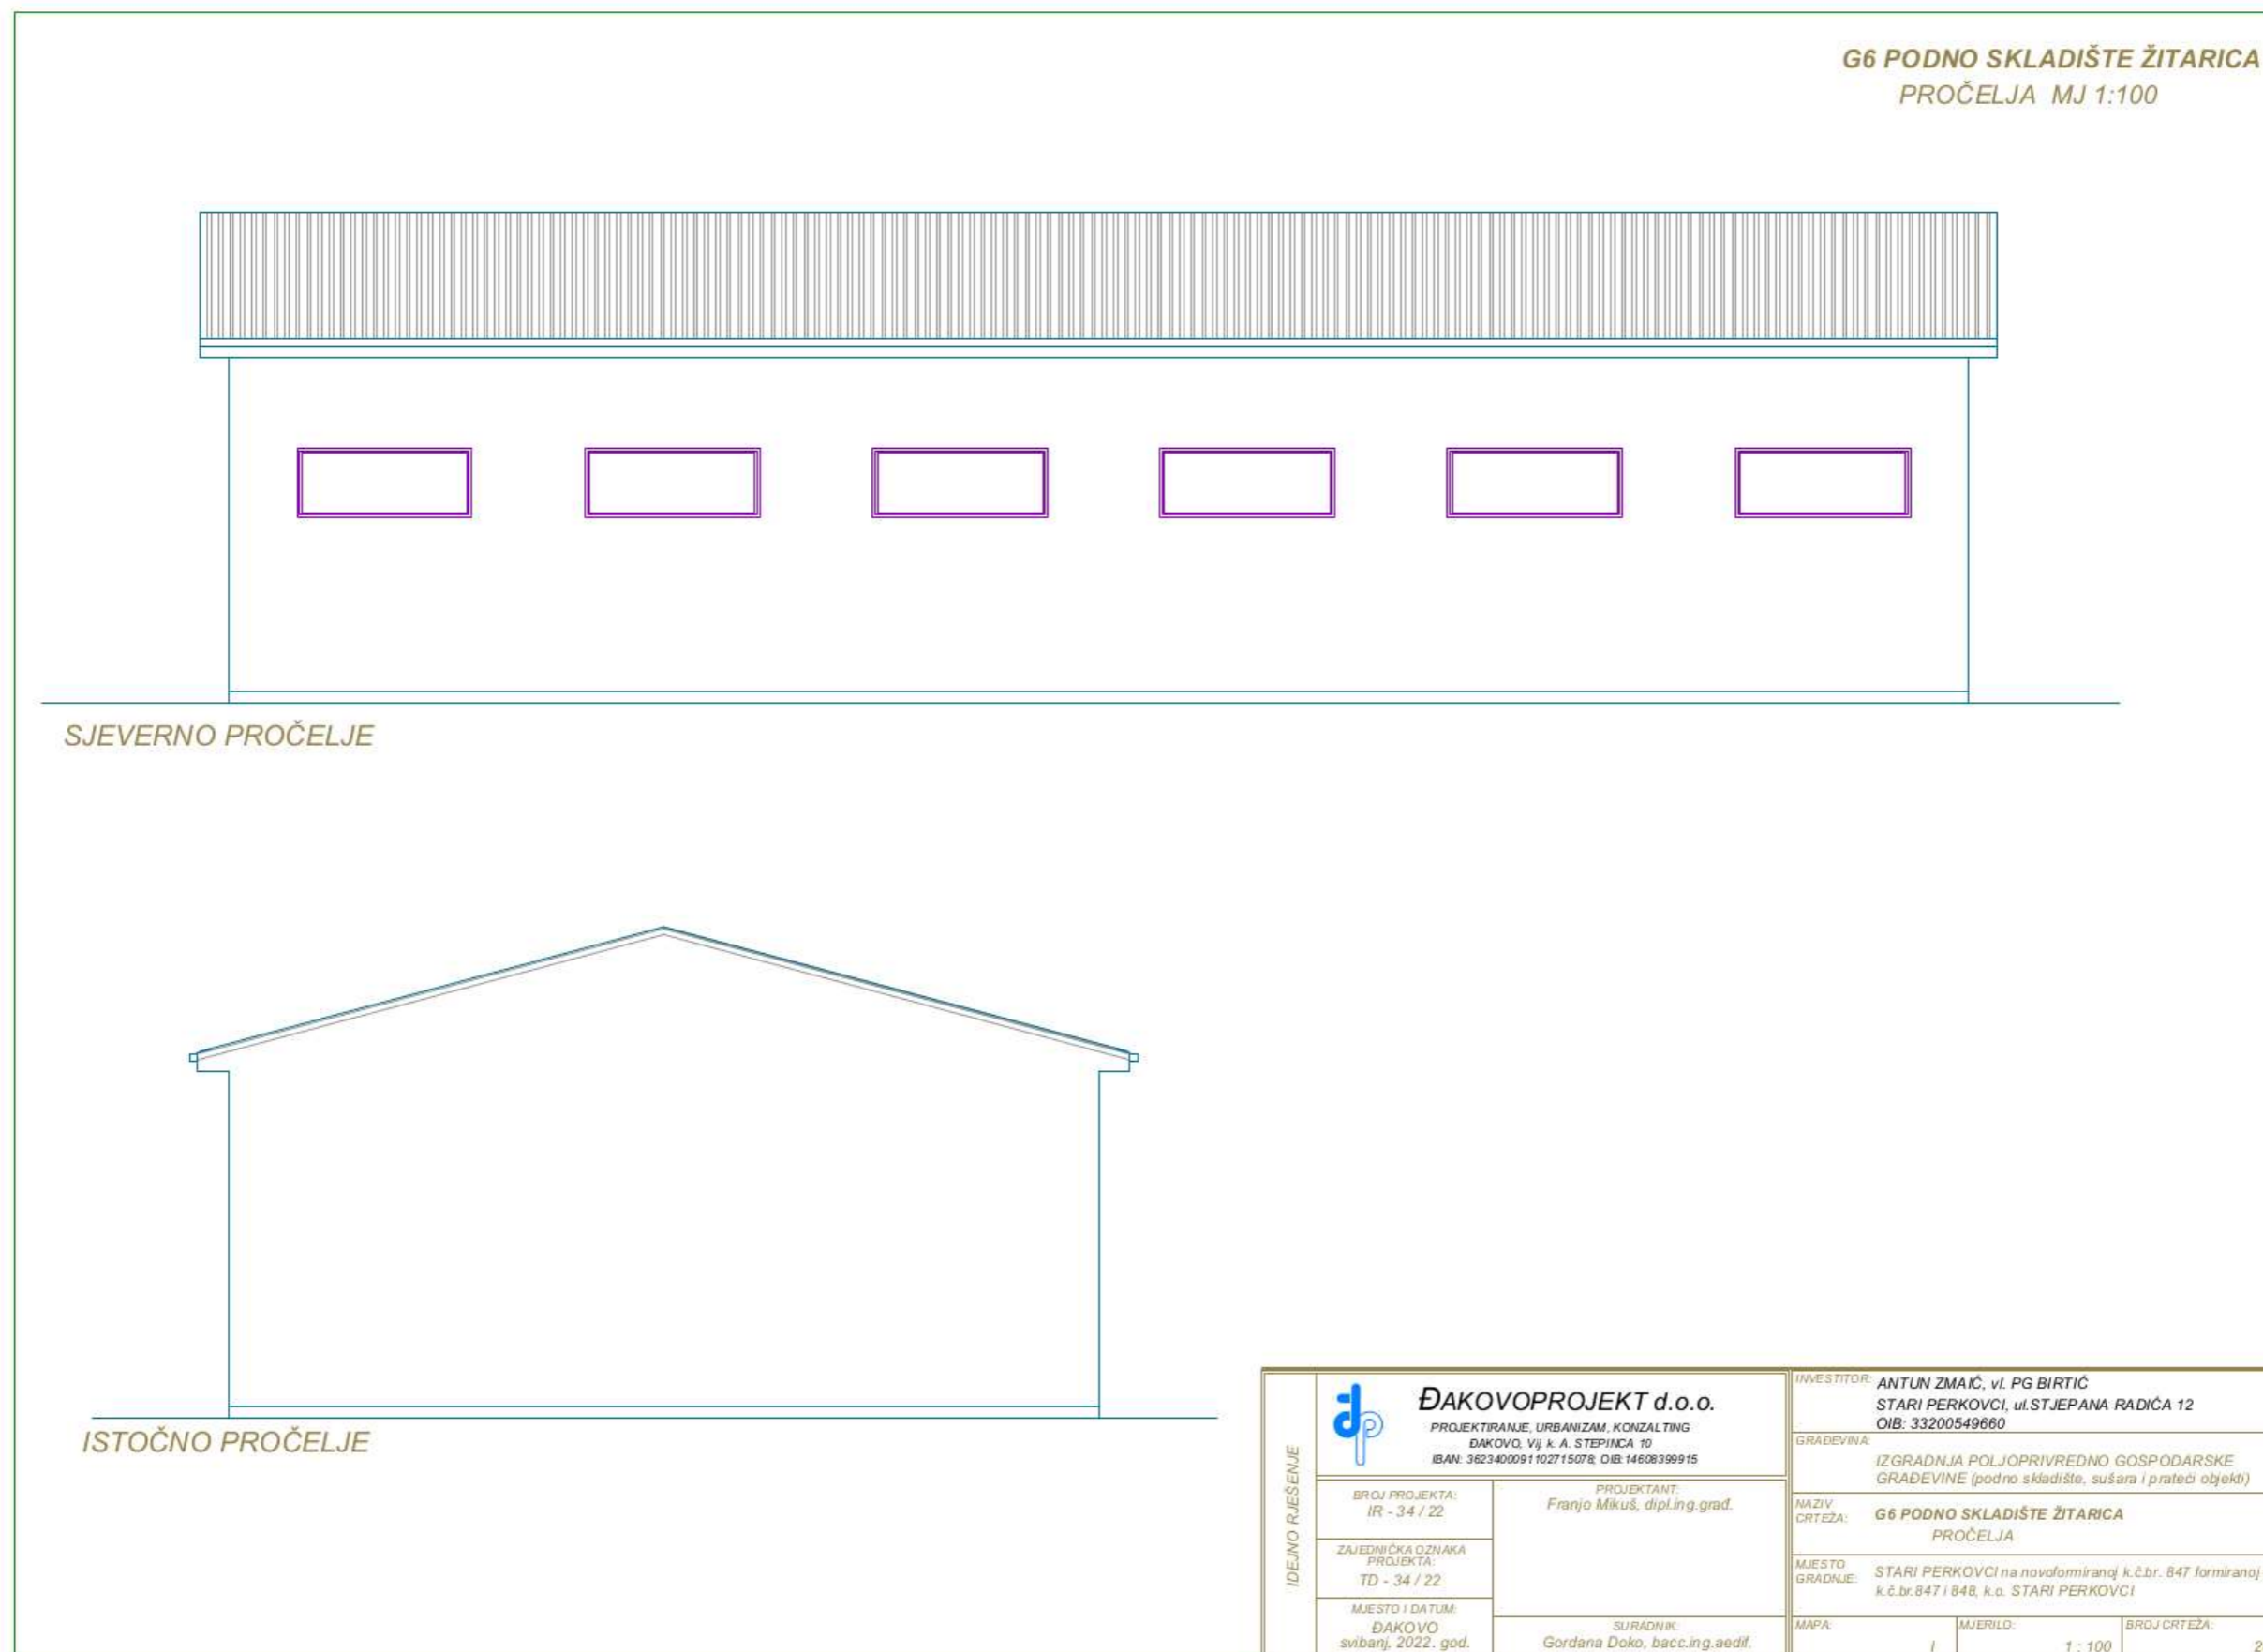 G6 PODNO SKLADIŠTE ŽITARICA
PROČELJA MJ 1:100
SJEVERNO PROČELJE
ISTOČNO PROČELJE
IDEJNO RJEŠENJE
ĐAKOVOPROJEKT d.o.o.
PROJEKTIRANJE, URBANIZAM, KONZALTING
ĐAKOVO, Vij. k. A. STEPINCA 10
IBAN: 3623400091102715078; OIB:14608399915
BROJ PROJEKTA:
IR - 34 / 22
ZAJEDNIČKA OZNAKA
PROJEKTA:
TD - 34 / 22
MJESTO I DATUM:
ĐAKOVO
svibanj, 2022. god.
PROJEKTANT:
Franjo Mikuš, dipl.ing.građ.
SURADNIK:
Gordana Doko, bacc.ing.aedif.
INVESTITOR: ANTUN ZMAIĆ, vl. PG BIRTIĆ
STARI PERKOVCI, ul.STJEPANA RADIĆA 12
OIB: 33200549660
GRAĐEVINA:
IZGRADNJA POLJOPRIVREDNO GOSPODARSKE
GRAĐEVINE (podno skladište, sušara i prateći objekti)
NAZIV
CRTEŽA: G6 PODNO SKLADIŠTE ŽITARICA
PROČELJA
MJESTO
GRADNJE: STARI PERKOVCI na novoformiranoj k.č.br. 847 formiranoj
k.č.br.847 i 848, k.o. STARI PERKOVCI
MAPA:
I
MJERILO:
1 : 100
BROJ CRTEŽA: